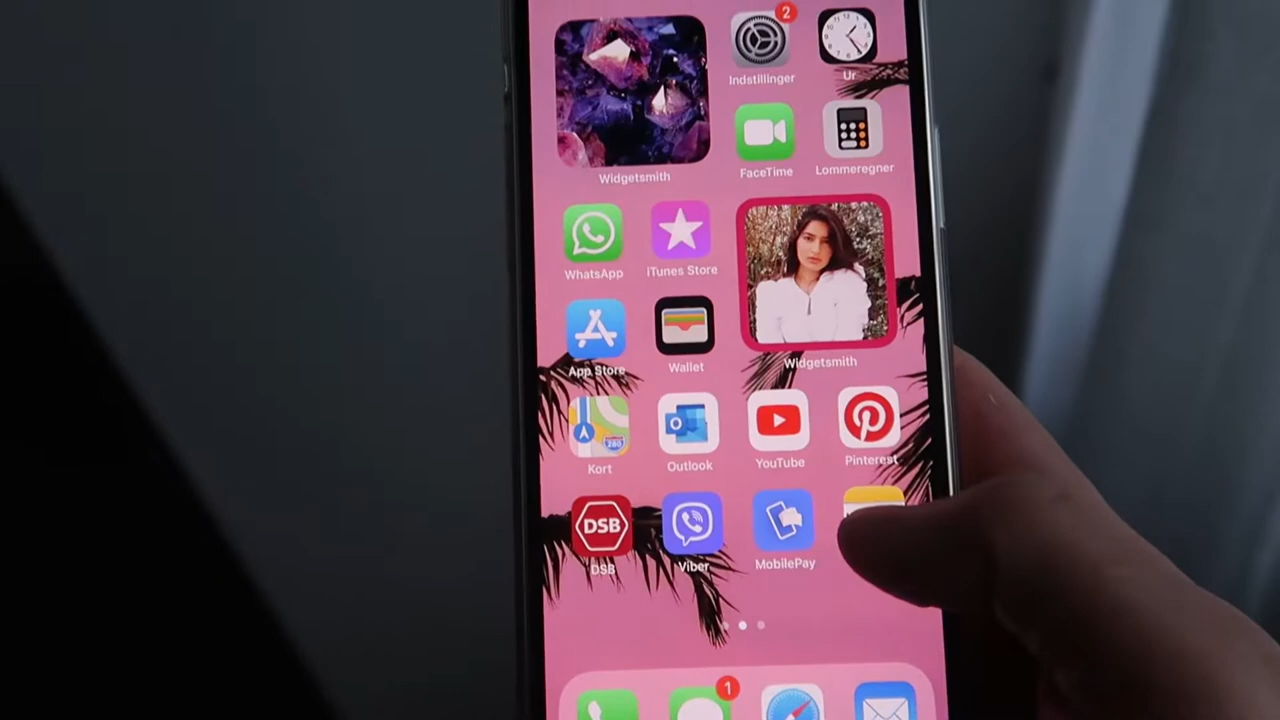 2
Indstillinger
Ur
Widgetsmith
FaceTime
Lommeregner
WhatsApp
iTunes Store
App Store
Wallet
Widgetsmith
280
Kort
Outlook
YouTube
Pinterest
DSB
DSB
Viber
MobilePay
1